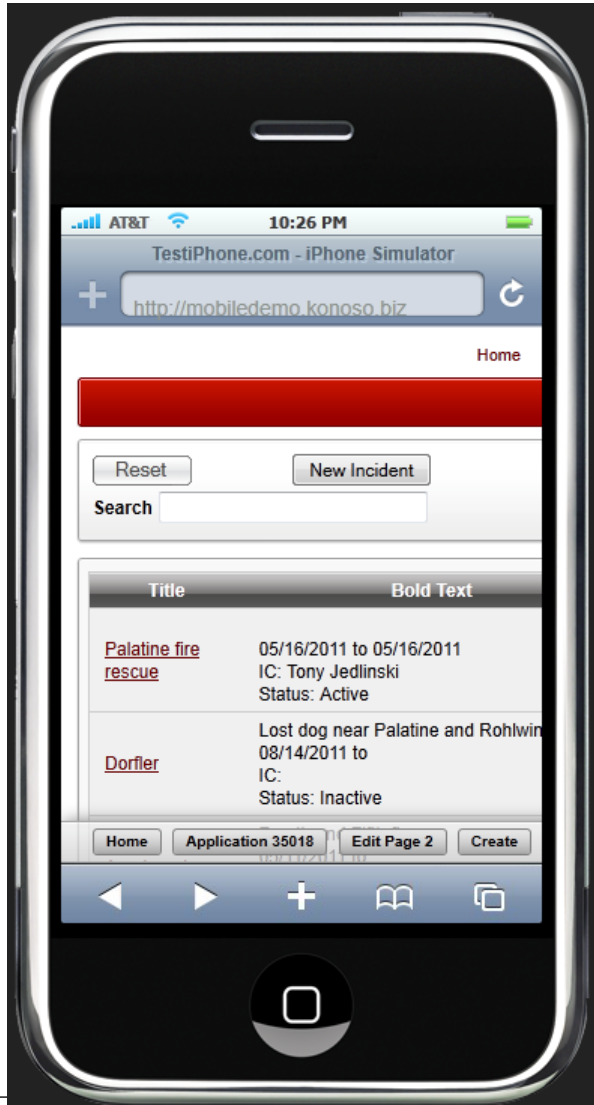 AT&T 10:26 PM
TestiPhone.com - iPhone Simulator
http://mobiledemo.konoso.biz
Home
Reset New Incident
Search
Title Bold Text
Palatine fire
rescue
05/16/2011 to 05/16/2011
IC: Tony Jedlinski
Status: Active
Dorfler
Lost dog near Palatine and Rohlwin
08/14/2011 to
IC:
Status: Inactive
Home Application 35018 Edit Page 2 Create